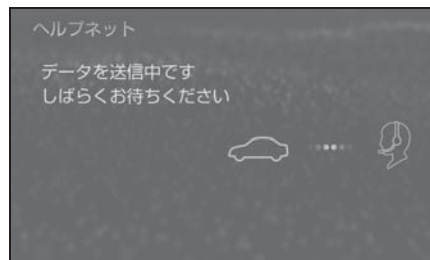 ヘルプネット
データを送信中です
しばらくお待ちください